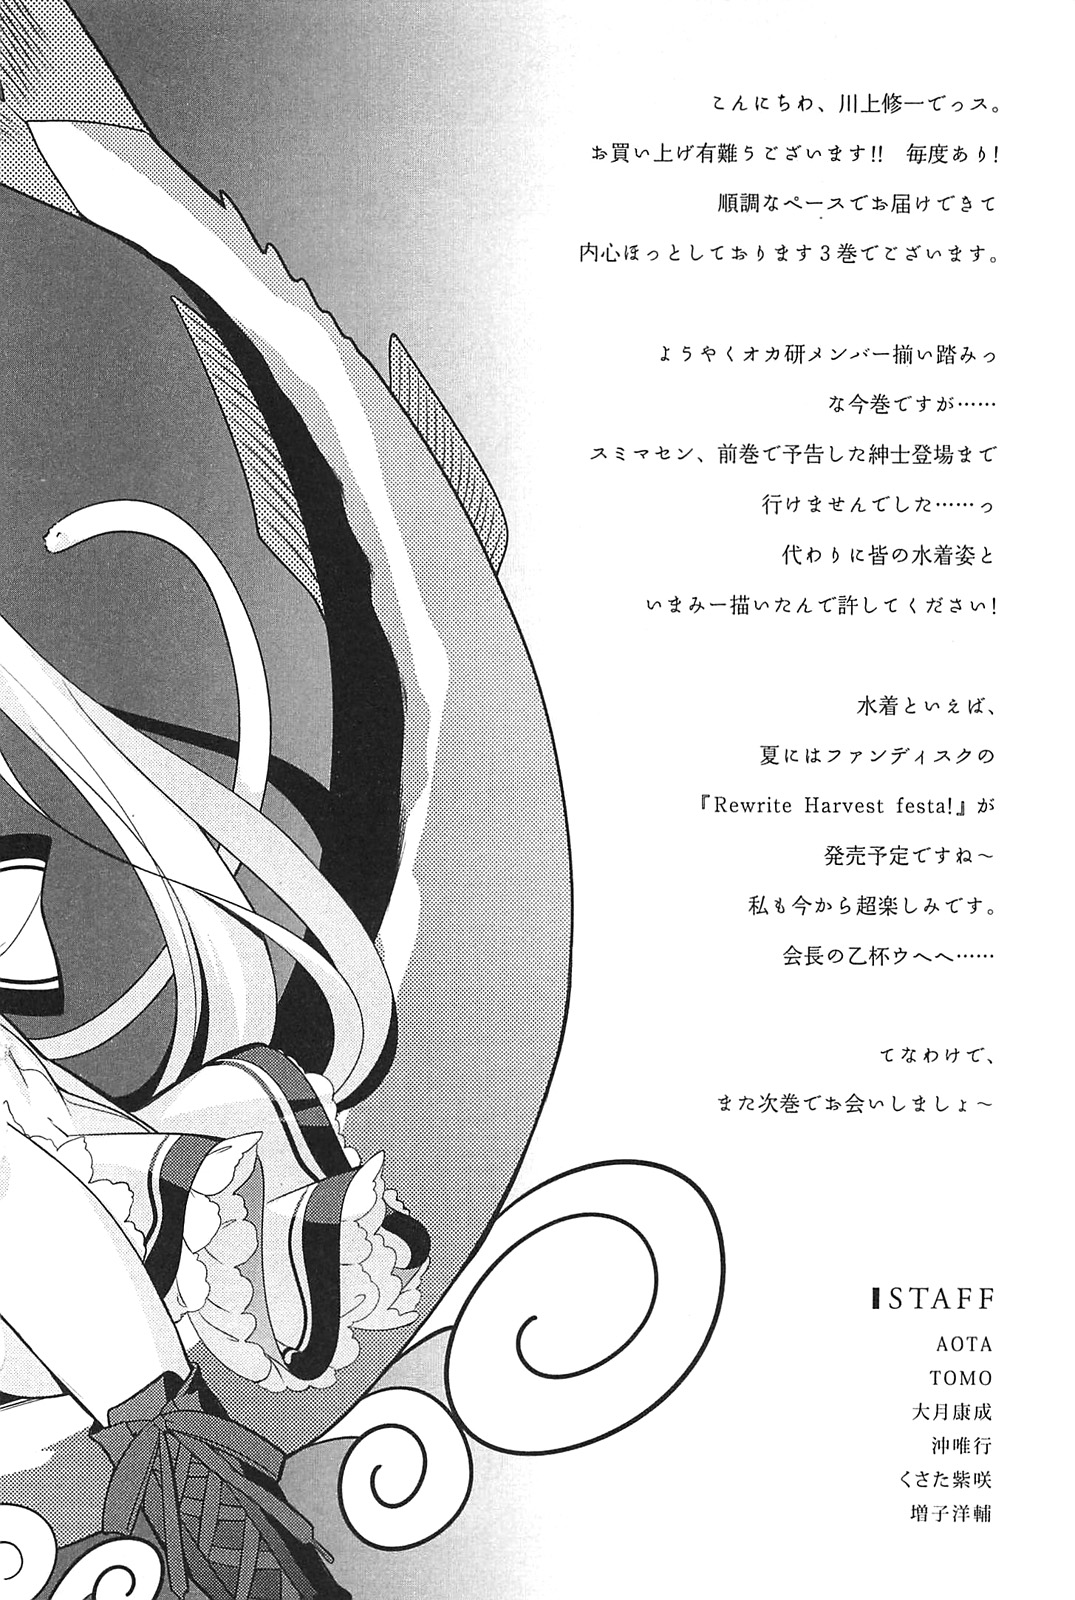 こんにちわ、川上修一でっス。
お買い上げ有難うございます!!　毎度あり!
順調なペースでお届けできて
内心ほっとしております３巻でございます。
ようやくオカ研メンバー揃い踏みっ
な今巻ですが……
スミマセン、前巻で予告した紳士登場まで
行けませんでした……っ
代わりに皆の水着姿と
いまみー描いたんで許してください!
水着といえば、
夏にはファンディスクの
『Rewrite Harvest festa!』が
発売予定ですね～
私も今から超楽しみです。
会長の乙杯ウへへ……
てなわけで、
また次巻でお会いしましょ～
STAFF
AOTA
TOMO
大月康成
沖唯行
くさた紫咲
増子洋輔